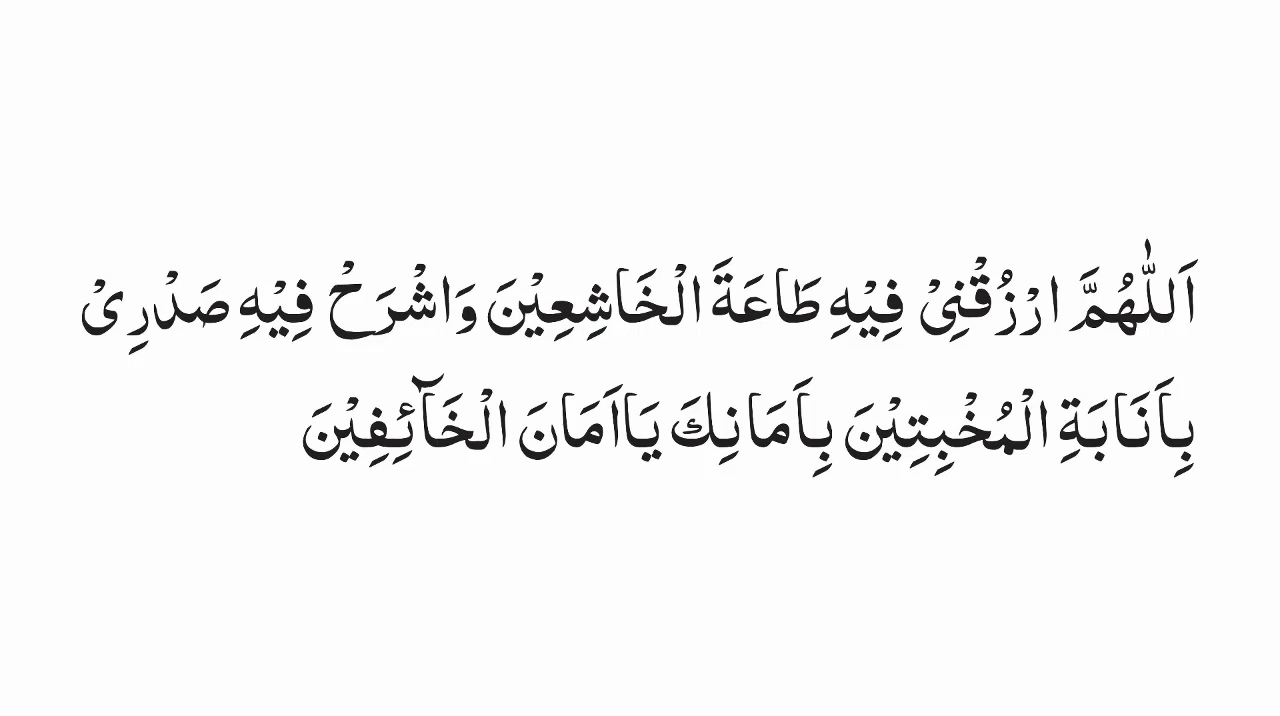 اَللّٰهُمَّ ارْزُقْنِیْ فِیْهِ طَاعَةَ الْخَاشِعِیْنَ وَاشْرَحْ فِیْهِ صَدْرِیْ
بِاَنَابَةِ الْمُخْبِتِیْنَ بِاَمَانِكَ یَااَمَانَ الْخَآئِفِیْنَ